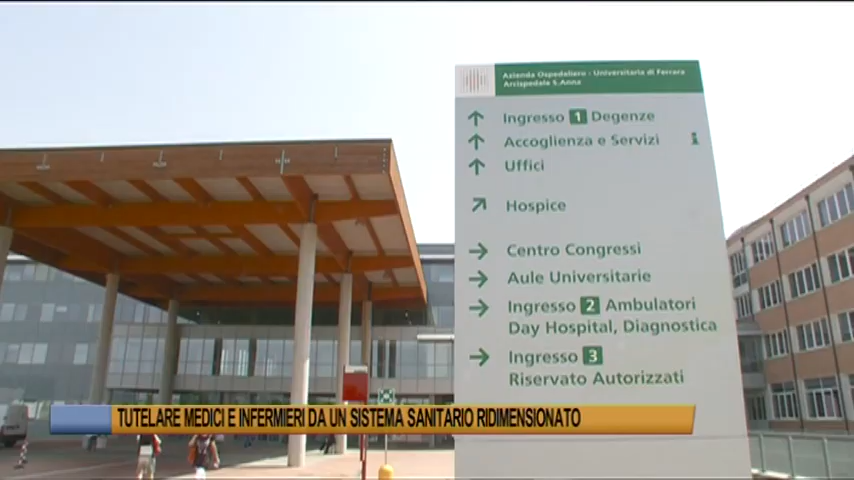 Azienda Ospedaliero - Universitaria di Ferrara
Arcispedale S.Anna
Ingresso 1 Degenze
Accoglienza e Servizi i
Uffici
Hospice
Centro Congressi
Aule Universitarie
Ingresso 2 Ambulatori
Day Hospital, Diagnostica
Ingresso 3
Riservato Autorizzati
TUTELARE MEDICI E INFERMIERI DA UN SISTEMA SANITARIO RIDIMENSIONATO